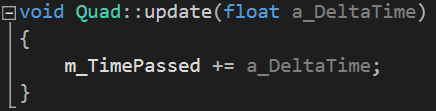 void Quad::update(float a_DeltaTime)
{
    m_TimePassed += a_DeltaTime;
}